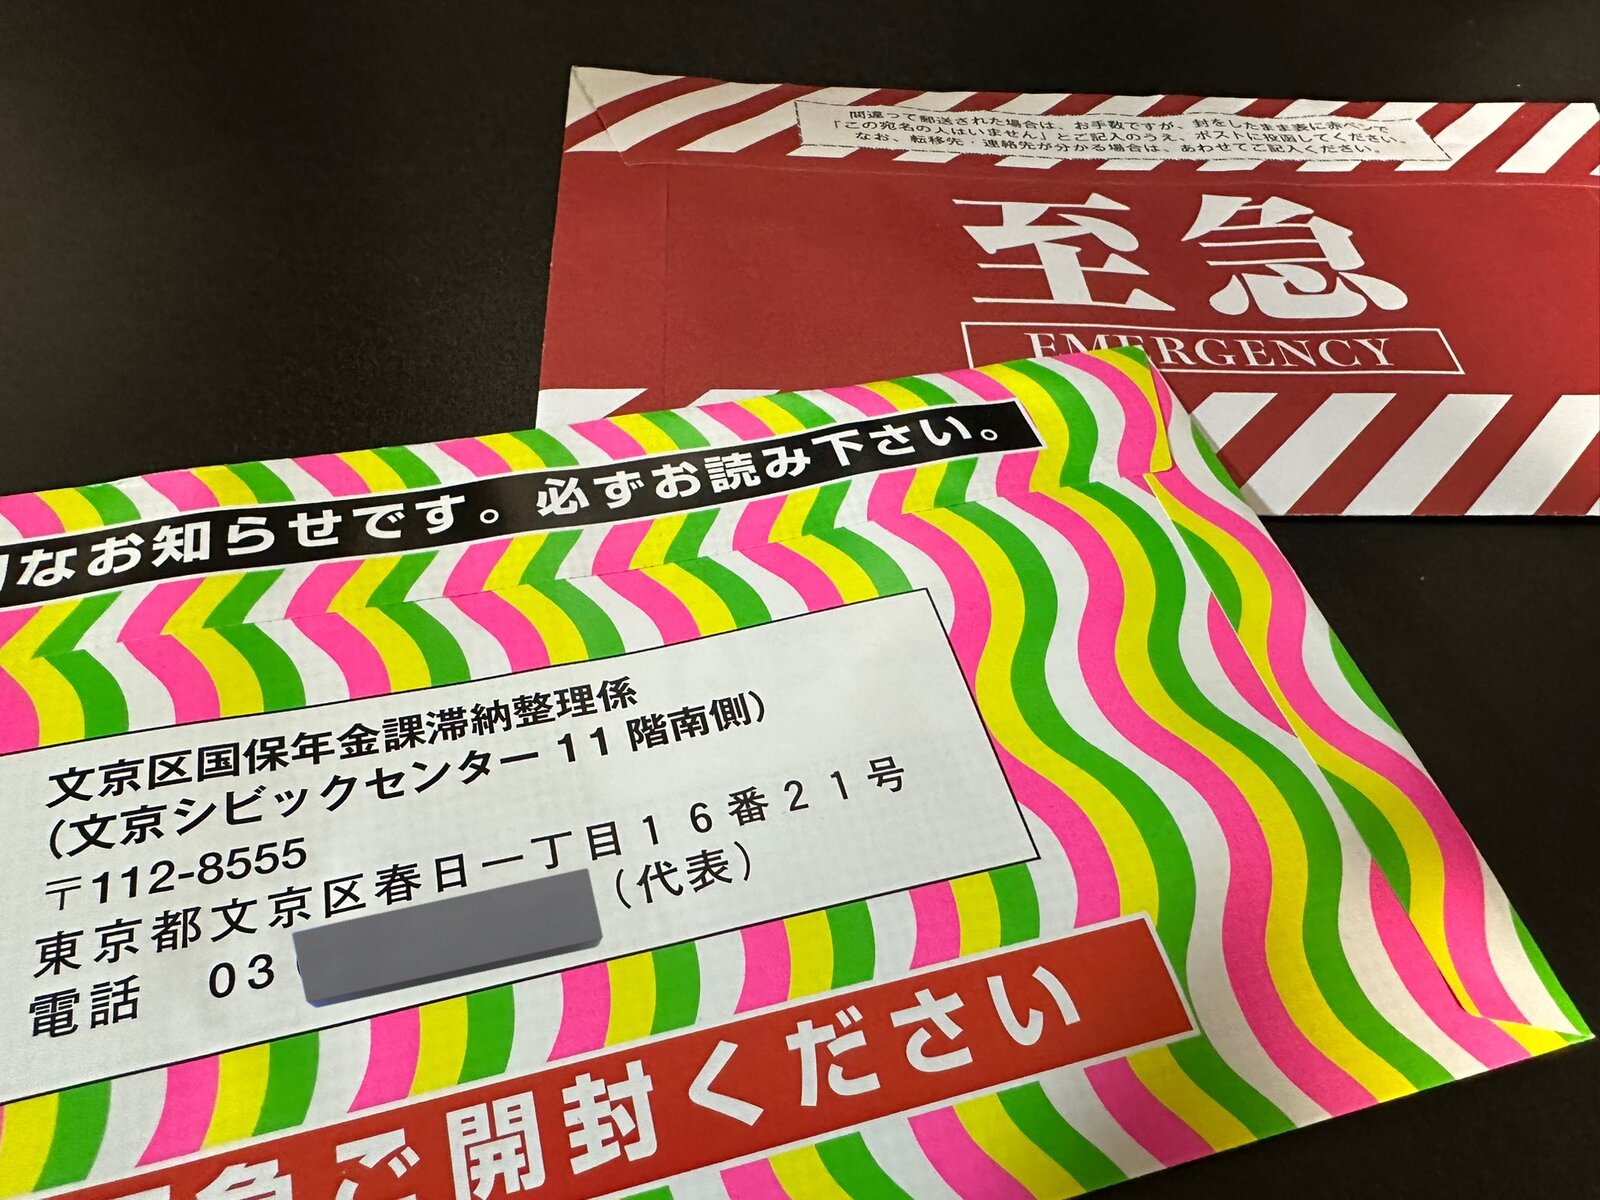 間違って郵送された場合は、お手数ですが、封をしたまま表に赤ペンで
「この宛名の人はいません」とご記入のうえ、ポストに投函してください。
なお、転移先・連絡先が分かる場合は、あわせてご記入ください。
至急
EMERGENCY
なお知らせです。必ずお読み下さい。
文京区国保年金課滞納整理係
(文京シビックセンター11階南側)
〒112-8555
東京都文京区春日一丁目16番21号
電話 03 (代表)
急ご開封ください